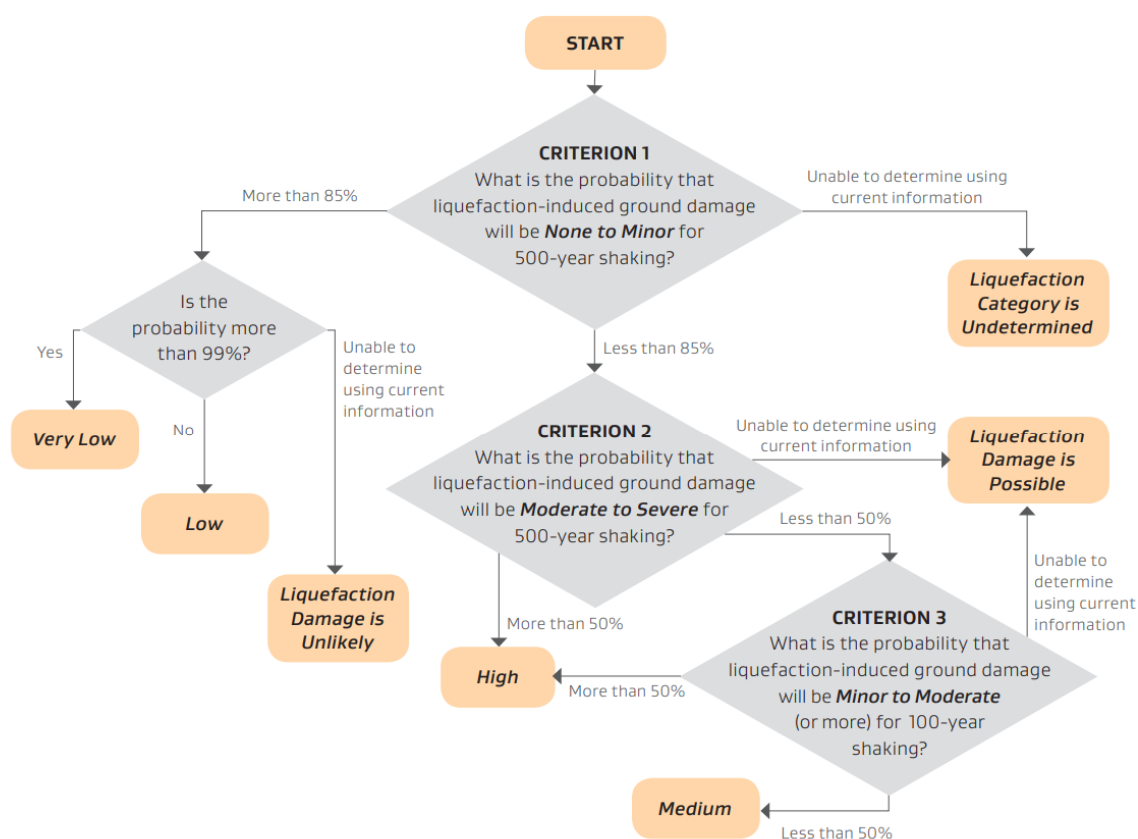 START
CRITERION 1
What is the probability that
liquefaction-induced ground damage
will be None to Minor for
500-year shaking?
More than 85%
Unable to determine using
current information
Liquefaction
Category is
Undetermined
Is the
probability more
than 99%?
Yes
Very Low
No
Low
Unable to
determine
using current
information
Liquefaction
Damage is
Unlikely
Less than 85%
CRITERION 2
What is the probability that
liquefaction-induced ground damage
will be Moderate to Severe for
500-year shaking?
Unable to determine using
current information
Liquefaction
Damage is
Possible
Less than 50%
More than 50%
High
Unable to
determine
using current
information
CRITERION 3
What is the probability that
liquefaction-induced ground damage
will be Minor to Moderate
(or more) for 100-year
shaking?
More than 50%
Medium
Less than 50%